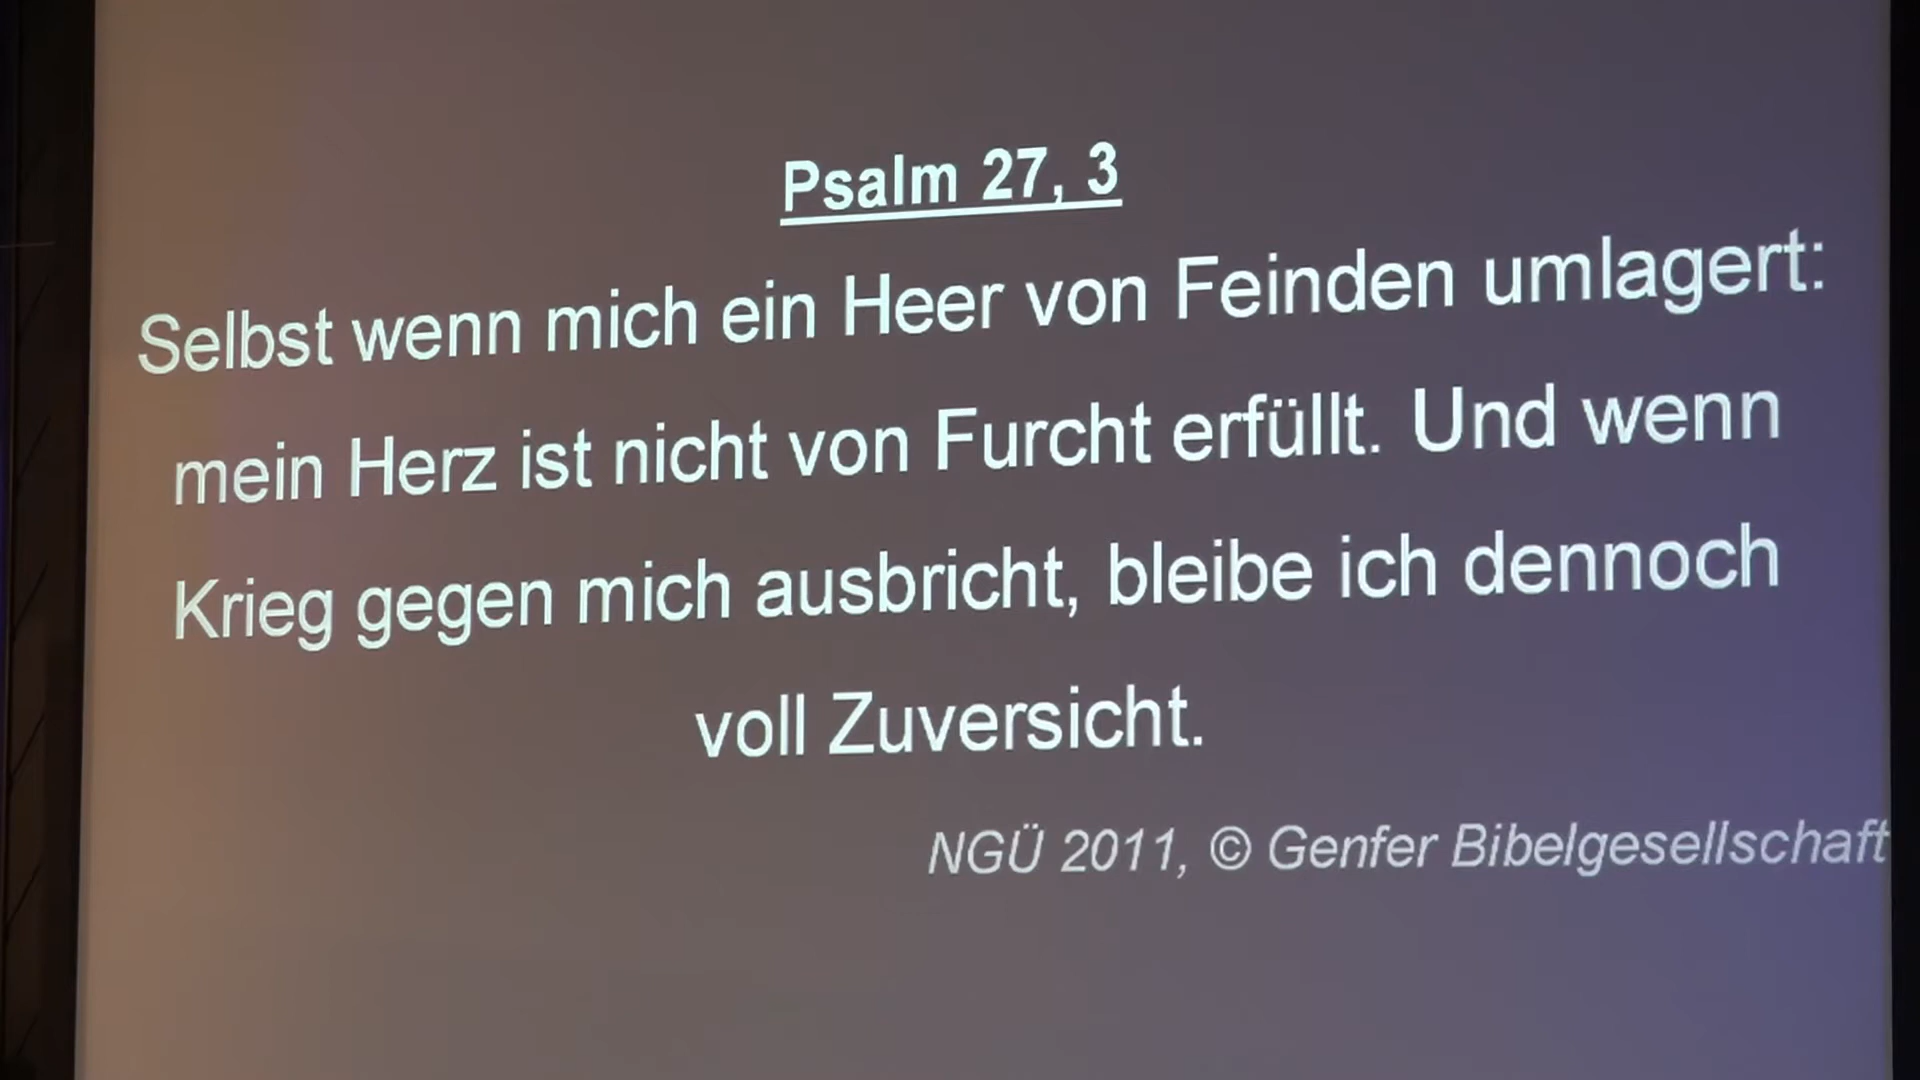 Psalm 27, 3
Selbst wenn mich ein Heer von Feinden umlagert:
mein Herz ist nicht von Furcht erfüllt. Und wenn
Krieg gegen mich ausbricht, bleibe ich dennoch
voll Zuversicht.
NGÜ 2011, © Genfer Bibelgesellschaft